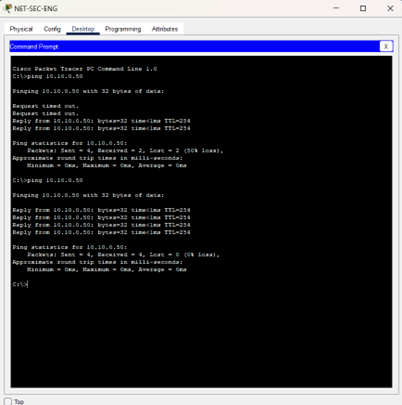 NET-SEC-ENG
Physical Config Desktop Programming Attributes
Command Prompt X
Cisco Packet Tracer PC Command Line 1.0
C:\>ping 10.10.0.50
Pinging 10.10.0.50 with 32 bytes of data:
Request timed out.
Request timed out.
Reply from 10.10.0.50: bytes=32 time<1ms TTL=254
Reply from 10.10.0.50: bytes=32 time<1ms TTL=254
Ping statistics for 10.10.0.50:
Packets: Sent = 4, Received = 2, Lost = 2 (50% loss),
Approximate round trip times in milli-seconds:
Minimum = 0ms, Maximum = 0ms, Average = 0ms
C:\>ping 10.10.0.50
Pinging 10.10.0.50 with 32 bytes of data:
Reply from 10.10.0.50: bytes=32 time<1ms TTL=254
Reply from 10.10.0.50: bytes=32 time<1ms TTL=254
Reply from 10.10.0.50: bytes=32 time<1ms TTL=254
Reply from 10.10.0.50: bytes=32 time<1ms TTL=254
Ping statistics for 10.10.0.50:
Packets: Sent = 4, Received = 4, Lost = 0 (0% loss),
Approximate round trip times in milli-seconds:
Minimum = 0ms, Maximum = 0ms, Average = 0ms
C:\>
Top